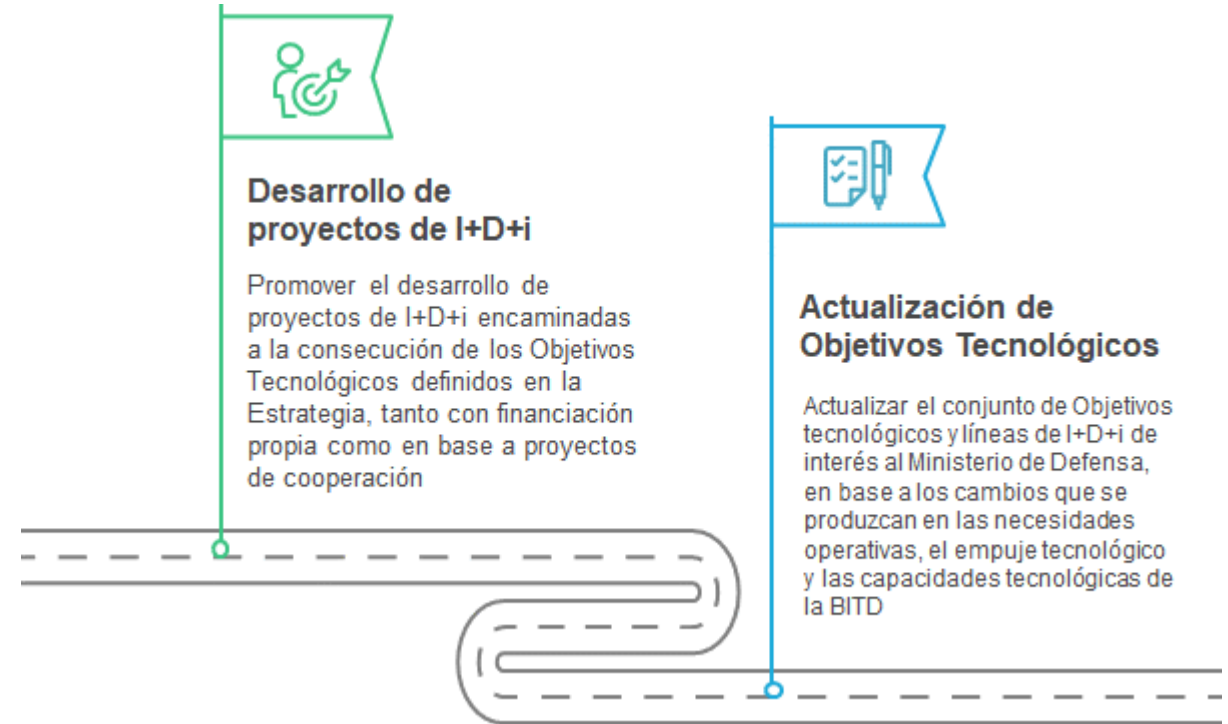 Desarrollo de
proyectos de I+D+i
Promover el desarrollo de
proyectos de I+D+i encaminadas
a la consecución de los Objetivos
Tecnológicos definidos en la
Estrategia, tanto con financiación
propia como en base a proyectos
de cooperación
Actualización de
Objetivos Tecnológicos
Actualizar el conjunto de Objetivos
tecnológicos y líneas de I+D+i de
interés al Ministerio de Defensa,
en base a los cambios que se
produzcan en las necesidades
operativas, el empuje tecnológico
y las capacidades tecnológicas de
la BITD